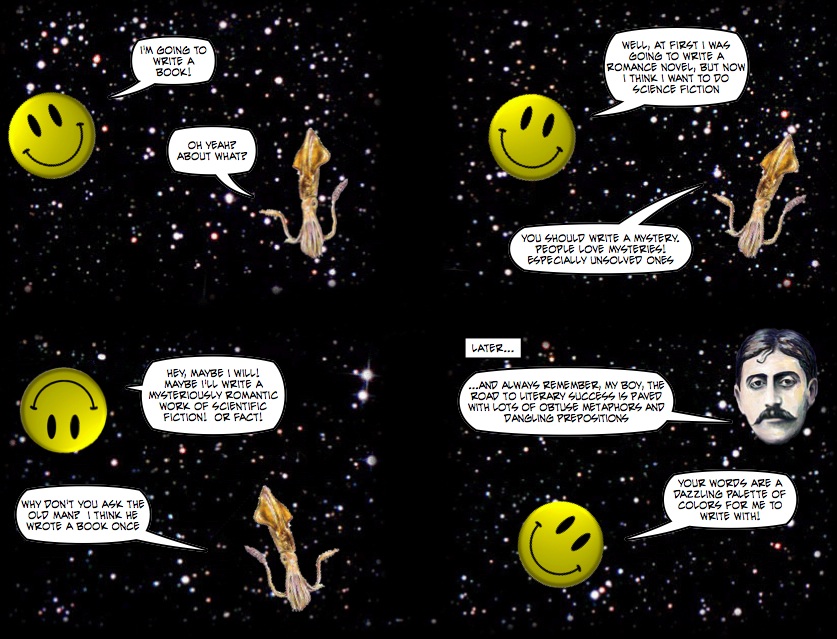 I'M GOING TO
WRITE A
BOOK!
OH YEAH?
ABOUT WHAT?
WELL, AT FIRST I WAS
GOING TO WRITE A
ROMANCE NOVEL, BUT NOW
I THINK I WANT TO DO
SCIENCE FICTION
YOU SHOULD WRITE A MYSTERY.
PEOPLE LOVE MYSTERIES!
ESPECIALLY UNSOLVED ONES
HEY, MAYBE I WILL!
MAYBE I'LL WRITE A
MYSTERIOUSLY ROMANTIC
WORK OF SCIENTIFIC
FICTION! OR FACT!
WHY DON'T YOU ASK THE
OLD MAN? I THINK HE
WROTE A BOOK ONCE
LATER...
...AND ALWAYS REMEMBER, MY BOY, THE
ROAD TO LITERARY SUCCESS IS PAVED
WITH LOTS OF OBTUSE METAPHORS AND
DANGLING PREPOSITIONS
YOUR WORDS ARE A
DAZZLING PALETTE OF
COLORS FOR ME TO
WRITE WITH!